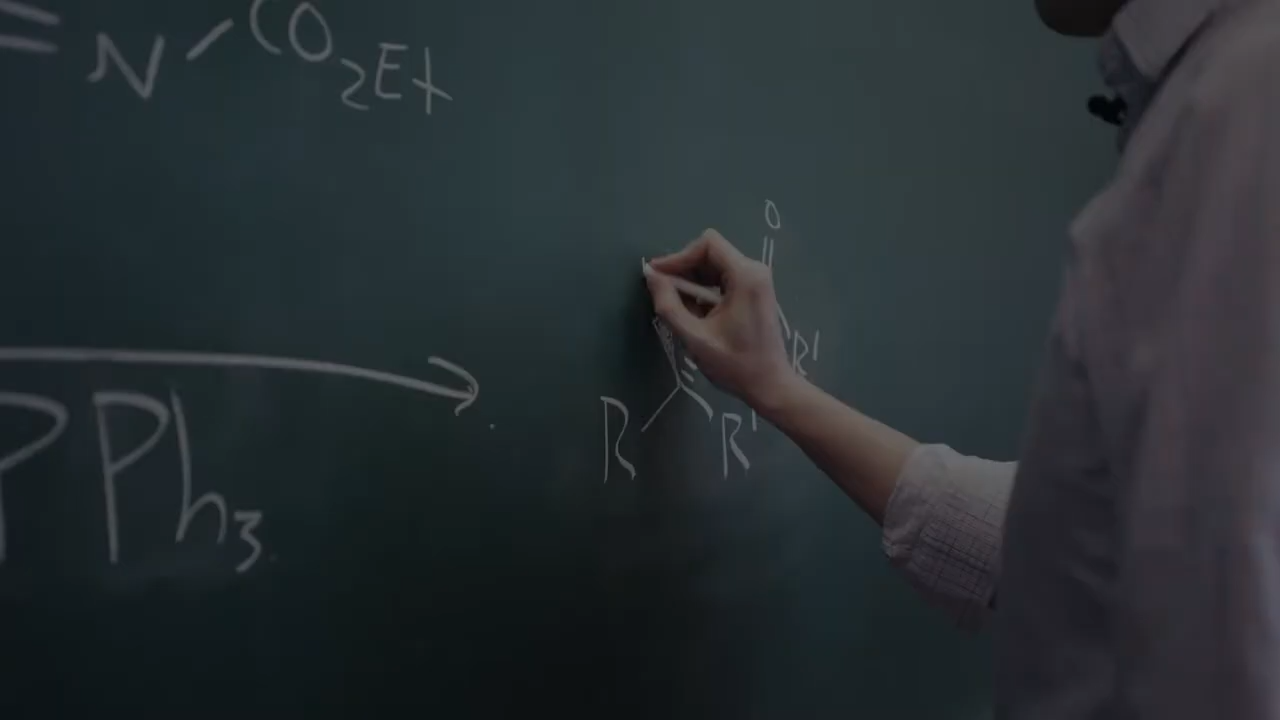 =N/CO2Et
O
R'
PPh3
R
R'